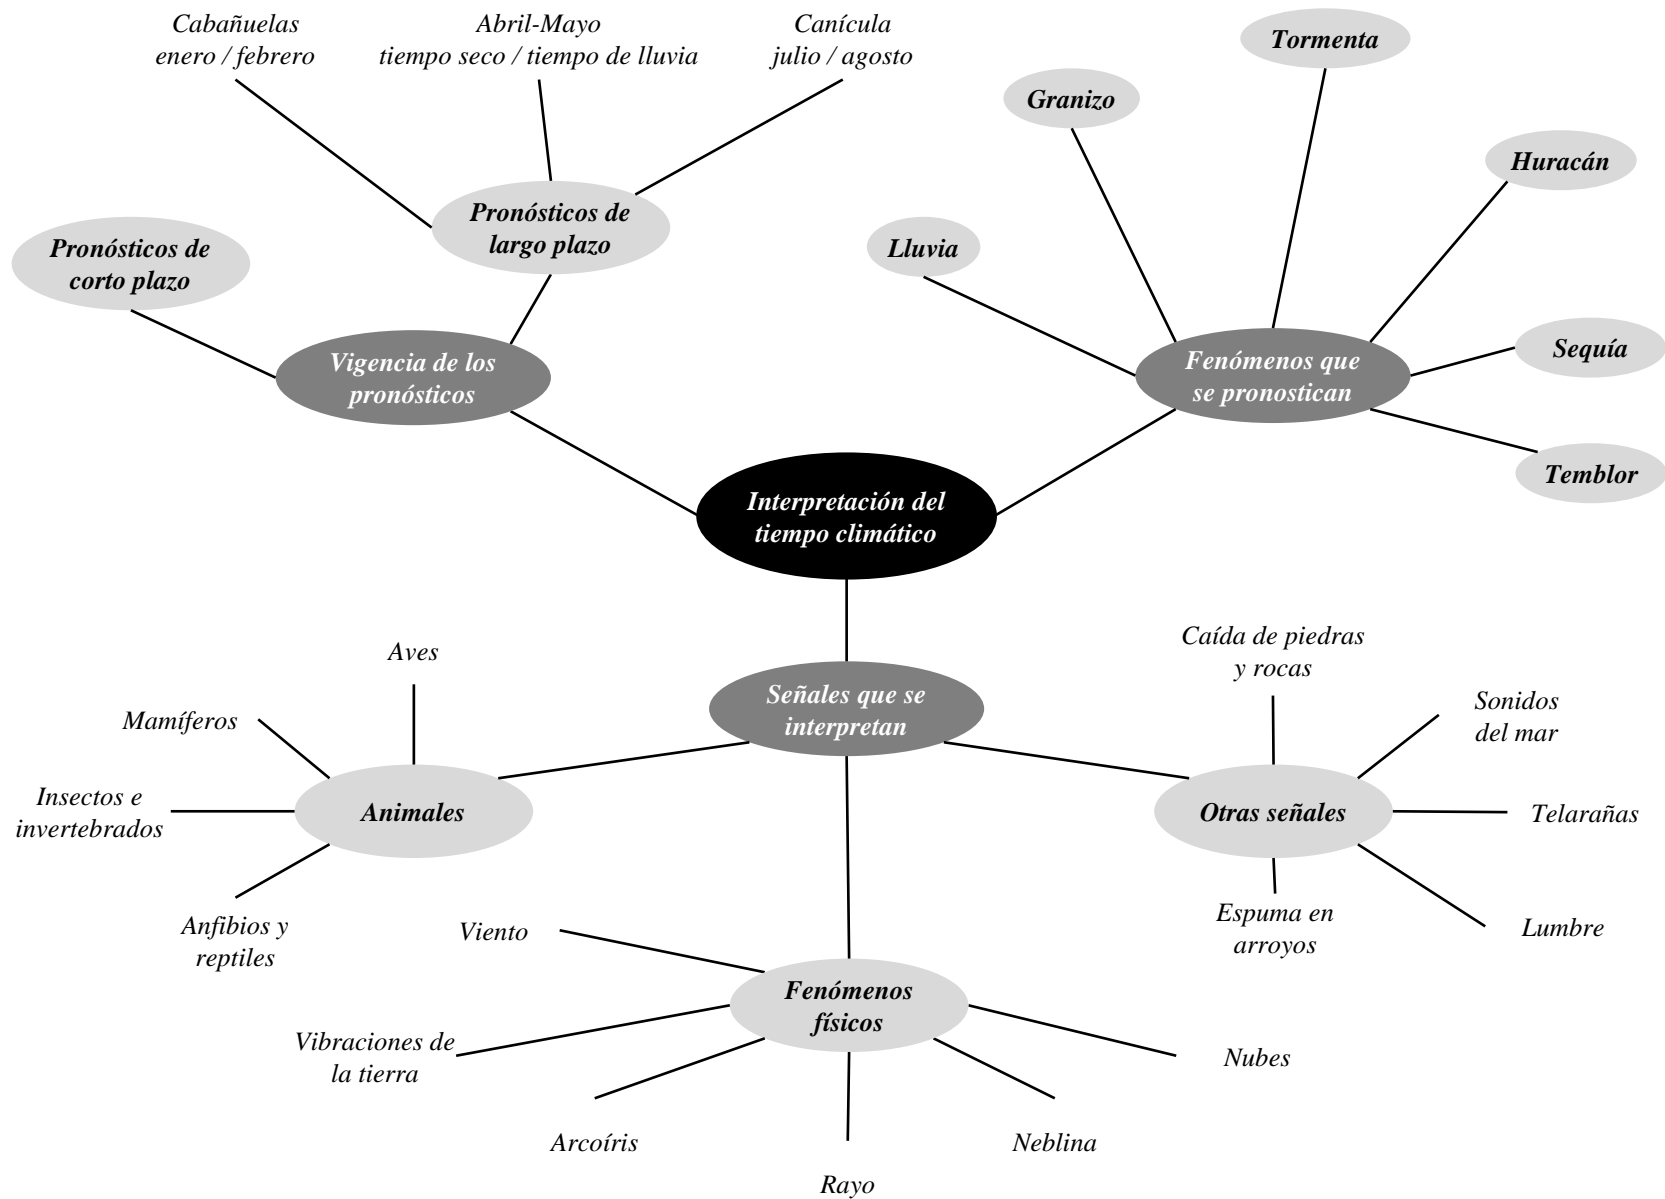 Cabañuelas
enero / febrero
Abril-Mayo
tiempo seco / tiempo de lluvia
Canícula
julio / agosto
Pronósticos de
largo plazo
Pronósticos de
corto plazo
Vigencia de los
pronósticos
Tormenta
Granizo
Huracán
Lluvia
Sequía
Fenómenos que
se pronostican
Temblor
Interpretación del
tiempo climático
Señales que se
interpretan
Aves
Mamíferos
Insectos e
invertebrados
Animales
Anfibios y
reptiles
Caída de piedras
y rocas
Sonidos
del mar
Otras señales
Telarañas
Espuma en
arroyos
Lumbre
Viento
Fenómenos
físicos
Vibraciones de
la tierra
Nubes
Arcoíris
Neblina
Rayo